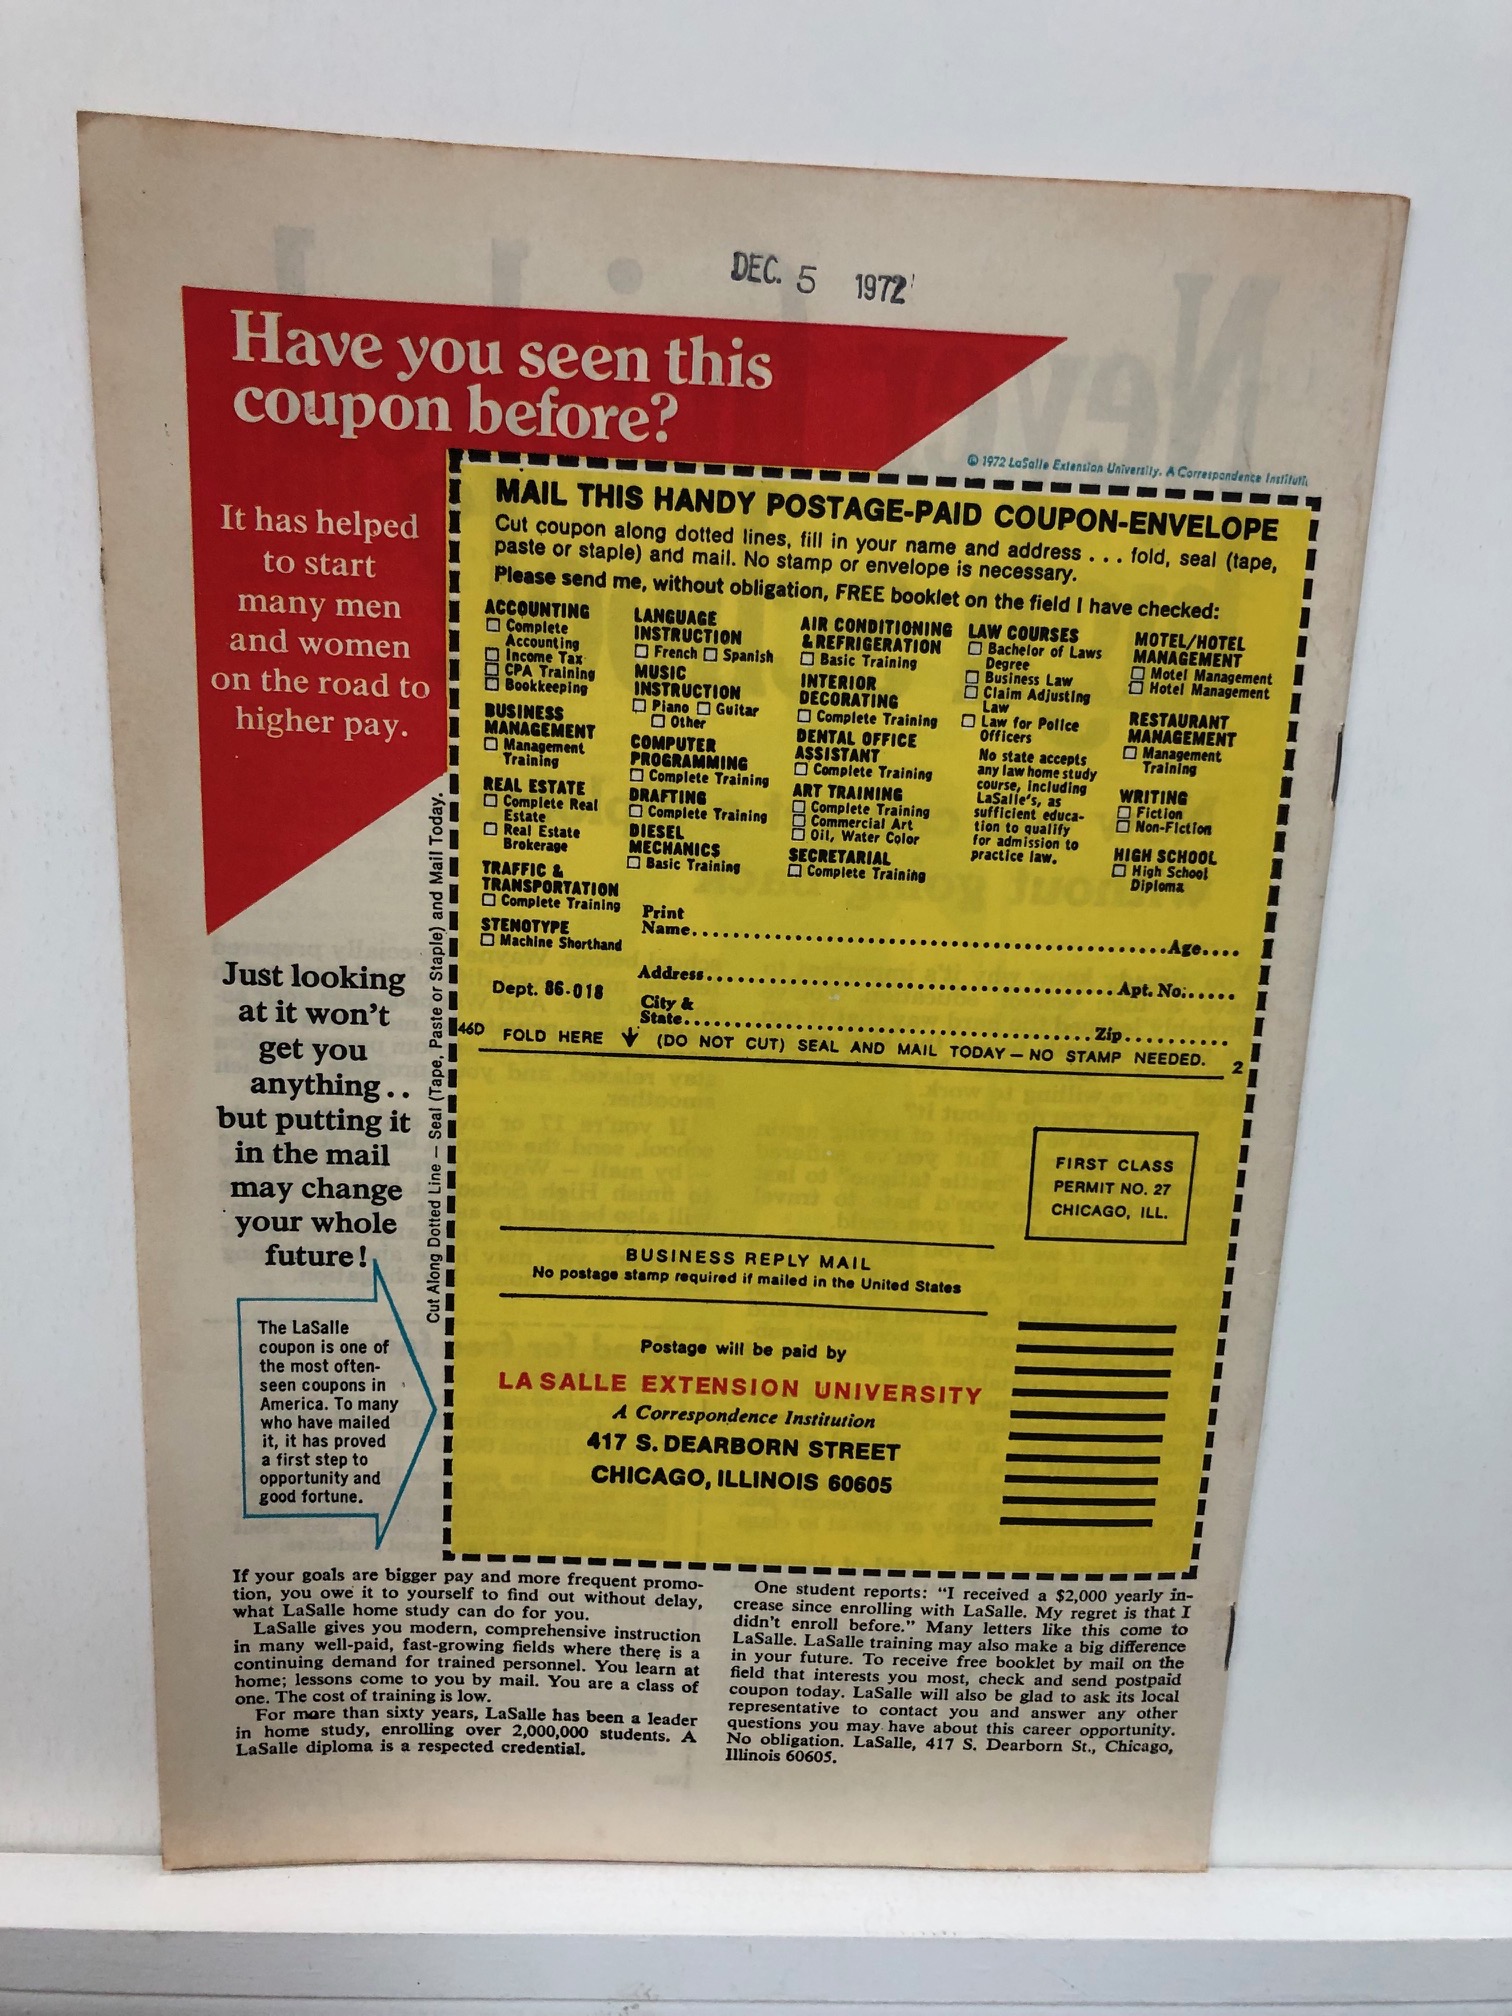 DEC. 5 1972
Have you seen this
coupon before?
It has helped
to start
many men
and women
on the road to
higher pay.
Just looking
at it won't
get you
anything..
but putting it
in the mail
may change
your whole
future!
The LaSalle
coupon is one of
the most often-
seen coupons in
America. To many
who have mailed
it, it has proved
a first step to
opportunity and
good fortune.
Cut Along Dotted Line — Seal (Tape, Paste or Staple) and Mail Today.
© 1972 LaSalle Extension University. A Correspondence
MAIL THIS HANDY POSTAGE-PAID COUPON-ENVELOPE
Cut coupon along dotted lines, fill in your name and address . . . fold, seal (tape,
paste or staple) and mail. No stamp or envelope is necessary.
Please send me, without obligation, FREE booklet on the field I have checked:
ACCOUNTING
☐ Complete
Accounting
☐ Income Tax
☐ CPA Training
☐ Bookkeeping
BUSINESS
MANAGEMENT
☐ Management
Training
REAL ESTATE
☐ Complete Real
Estate
☐ Real Estate
Brokerage
TRAFFIC &
TRANSPORTATION
☐ Complete Training
STENOTYPE
☐ Machine Shorthand
LANGUAGE
INSTRUCTION
☐ French ☐ Spanish
MUSIC
INSTRUCTION
☐ Piano ☐ Guitar
☐ Other
COMPUTER
PROGRAMMING
☐ Complete Training
DRAFTING
☐ Complete Training
DIESEL
MECHANICS
☐ Basic Training
AIR CONDITIONING
& REFRIGERATION
☐ Basic Training
INTERIOR
DECORATING
☐ Complete Training
DENTAL OFFICE
ASSISTANT
☐ Complete Training
ART TRAINING
☐ Complete Training
☐ Commercial Art
☐ Oil, Water Color
SECRETARIAL
☐ Complete Training
LAW COURSES
☐ Bachelor of Laws
Degree
☐ Business Law
☐ Claim Adjusting
Law
☐ Law for Police
Officers
No state accepts
any law home study
course, including
LaSalle's, as
sufficient educa-
tion to qualify
for admission to
practice law.
MOTEL/HOTEL
MANAGEMENT
☐ Motel Management
☐ Hotel Management
RESTAURANT
MANAGEMENT
☐ Management
Training
WRITING
☐ Fiction
☐ Non-Fiction
HIGH SCHOOL
☐ High School
Diploma
Print
Name........................................Age....
Address........................................Apt. No:.....
Dept. 86-018
City &
State........................................Zip..........
46D FOLD HERE ↓ (DO NOT CUT) SEAL AND MAIL TODAY — NO STAMP NEEDED. 2
FIRST CLASS
PERMIT NO. 27
CHICAGO, ILL.
BUSINESS REPLY MAIL
No postage stamp required if mailed in the United States
Postage will be paid by
LA SALLE EXTENSION UNIVERSITY
A Correspondence Institution
417 S. DEARBORN STREET
CHICAGO, ILLINOIS 60605
If your goals are bigger pay and more frequent promo-
tion, you owe it to yourself to find out without delay,
what LaSalle home study can do for you.
LaSalle gives you modern, comprehensive instruction
in many well-paid, fast-growing fields where there is a
continuing demand for trained personnel. You learn at
home; lessons come to you by mail. You are a class of
one. The cost of training is low.
For more than sixty years, LaSalle has been a leader
in home study, enrolling over 2,000,000 students. A
LaSalle diploma is a respected credential.
One student reports: "I received a $2,000 yearly in-
crease since enrolling with LaSalle. My regret is that I
didn't enroll before." Many letters like this come to
LaSalle. LaSalle training may also make a big difference
in your future. To receive free booklet by mail on the
field that interests you most, check and send postpaid
coupon today. LaSalle will also be glad to ask its local
representative to contact you and answer any other
questions you may have about this career opportunity.
No obligation. LaSalle, 417 S. Dearborn St., Chicago,
Illinois 60605.